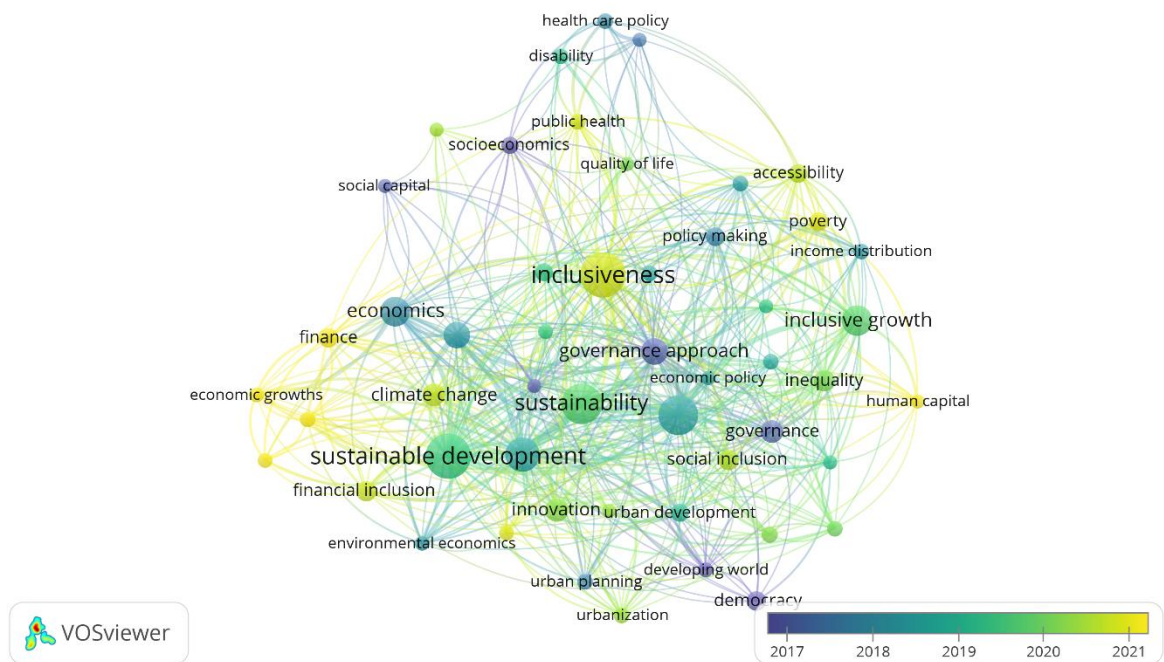 health care policy
disability
public health
socioeconomics
quality of life
accessibility
social capital
poverty
policy making
income distribution
inclusiveness
economics
inclusive growth
finance
governance approach
economic policy
inequality
climate change
economic growths
human capital
sustainability
governance
sustainable development
social inclusion
financial inclusion
innovation
urban development
environmental economics
developing world
urban planning
democracy
urbanization
VOSviewer
2017 2018 2019 2020 2021